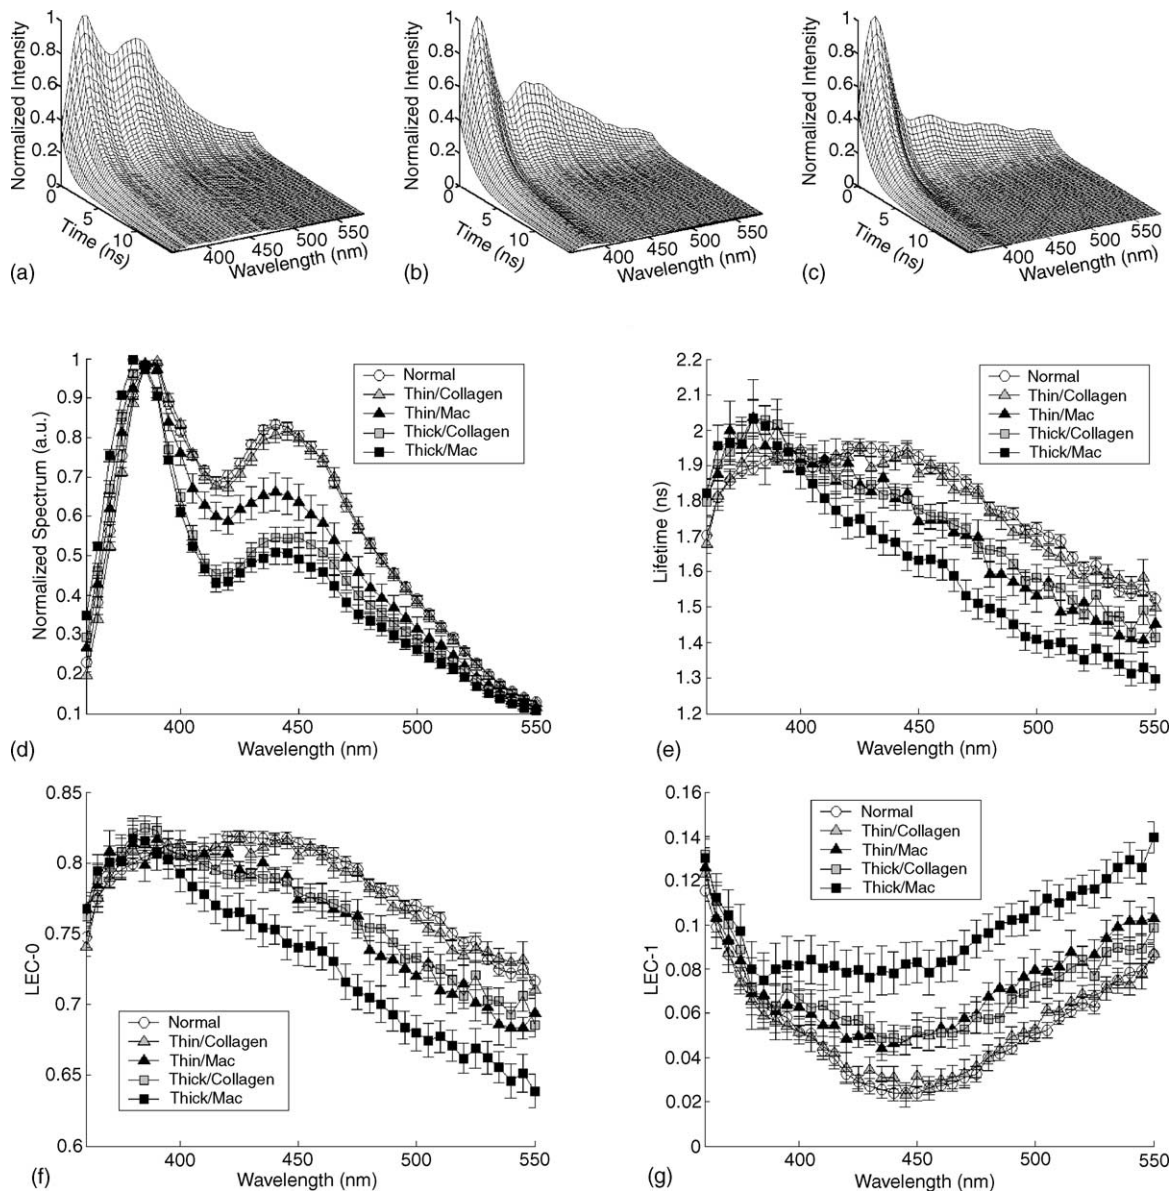 1
0.8
0.6
0.4
0.2
0
Normalized Intensity
0
5
10
Time (ns)
400
450
500
550
Wavelength (nm)
(a)
1
0.8
0.6
0.4
0.2
0
Normalized Intensity
0
5
10
Time (ns)
400
450
500
550
Wavelength (nm)
(b)
1
0.8
0.6
0.4
0.2
0
Normalized Intensity
0
5
10
Time (ns)
400
450
500
550
Wavelength (nm)
(c)
1
0.9
0.8
0.7
0.6
0.5
0.4
0.3
0.2
0.1
Normalized Spectrum (a.u.)
Normal
Thin/Collagen
Thin/Mac
Thick/Collagen
Thick/Mac
400 450 500 550
Wavelength (nm)
(d)
2.2
2.1
2
1.9
1.8
1.7
1.6
1.5
1.4
1.3
1.2
Lifetime (ns)
Normal
Thin/Collagen
Thin/Mac
Thick/Collagen
Thick/Mac
400 450 500 550
Wavelength (nm)
(e)
0.85
0.8
0.75
0.7
0.65
0.6
LEC-0
Normal
Thin/Collagen
Thin/Mac
Thick/Collagen
Thick/Mac
400 450 500 550
Wavelength (nm)
(f)
0.16
0.14
0.12
0.1
0.08
0.06
0.04
0.02
0
LEC-1
Normal
Thin/Collagen
Thin/Mac
Thick/Collagen
Thick/Mac
400 450 500 550
Wavelength (nm)
(g)